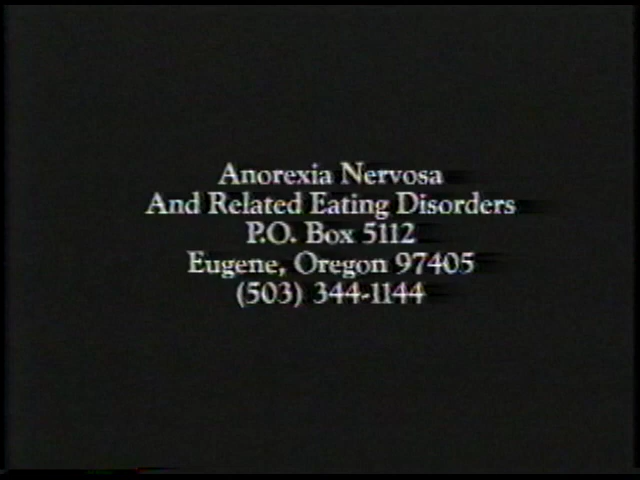 Anorexia Nervosa
And Related Eating Disorders
P.O. Box 5112
Eugene, Oregon 97405
(503) 344-1144